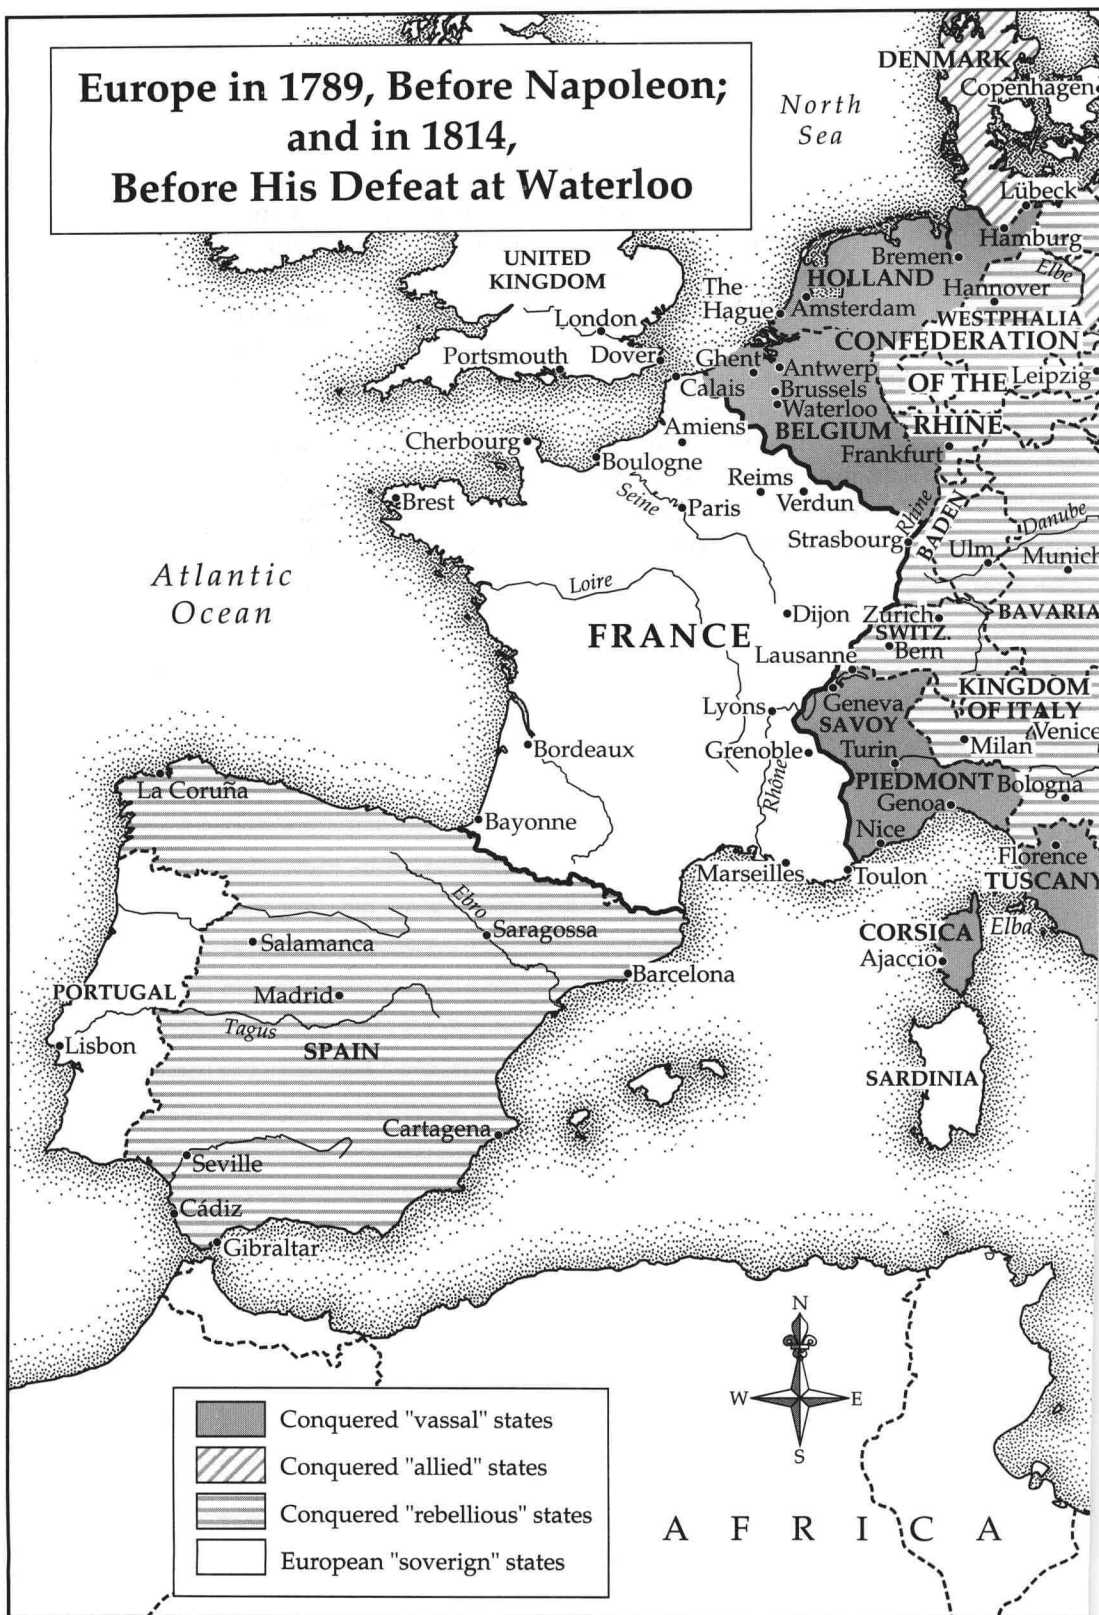 Europe in 1789, Before Napoleon;
and in 1814,
Before His Defeat at Waterloo
North
Sea
DENMARK
Copenhagen
Lübeck
Hamburg
Bremen
Elbe
HOLLAND
Hannover
The
Hague
Amsterdam
WESTPHALIA
CONFEDERATION
OF THE
RHINE
Leipzig
UNITED
KINGDOM
London
Portsmouth
Dover
Ghent
Calais
Antwerp
Brussels
Waterloo
BELGIUM
Amiens
Cherbourg
Boulogne
Frankfurt
Reims
Verdun
Brest
Seine
Paris
Rhine
Strasbourg
BADEN
Danube
Ulm
Munich
Atlantic
Ocean
Loire
Dijon
FRANCE
Zurich
SWITZ.
Bern
BAVARIA
Lausanne
Geneva
SAVOY
KINGDOM
OF ITALY
Lyons
Grenoble
Turin
Milan
Venice
Bordeaux
Rhône
PIEDMONT
Bologna
Genoa
La Coruña
Bayonne
Nice
Marseilles
Toulon
Florence
TUSCANY
Ebro
Saragossa
Salamanca
CORSICA
Elba
Ajaccio
Barcelona
PORTUGAL
Madrid
Tagus
Lisbon
SPAIN
SARDINIA
Cartagena
Seville
Cádiz
Gibraltar
N
W
E
S
Conquered "vassal" states
Conquered "allied" states
Conquered "rebellious" states
European "soverign" states
AFRICA